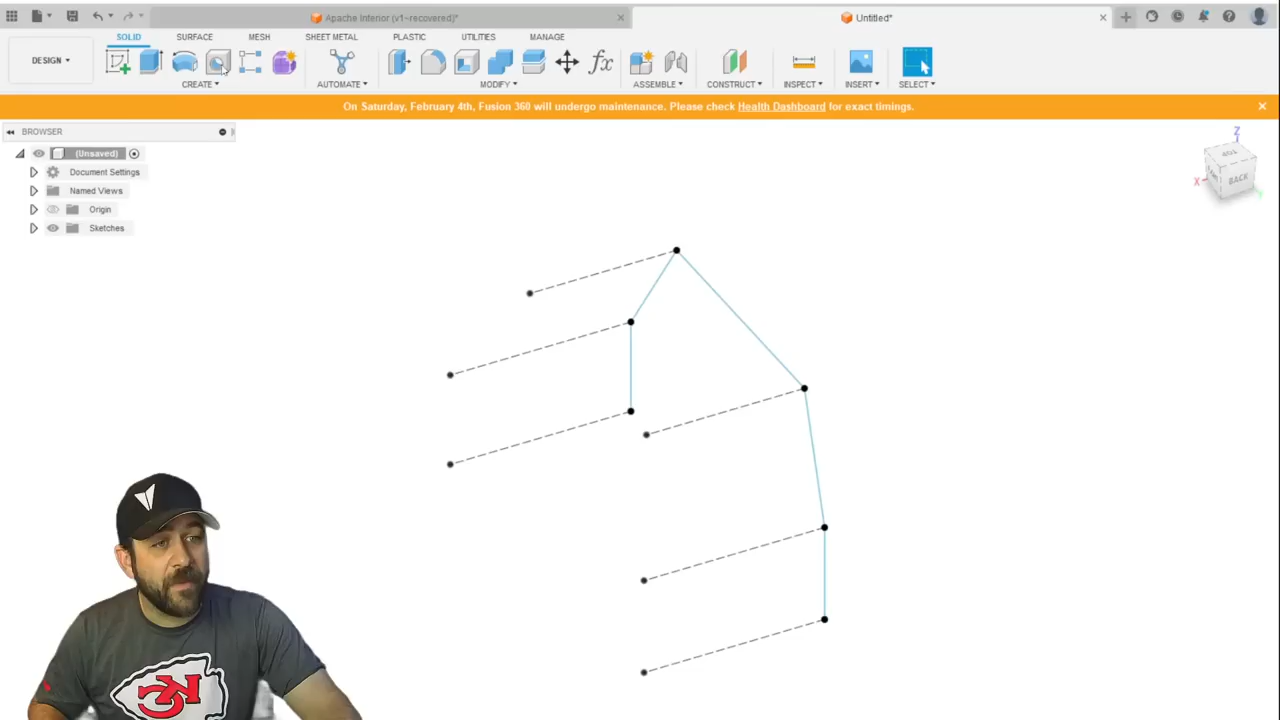 Apache Interior (v1-recovered)*
Untitled*
DESIGN
SOLID
SURFACE
MESH
SHEET METAL
PLASTIC
UTILITIES
MANAGE
CREATE
AUTOMATE
MODIFY
ASSEMBLE
CONSTRUCT
INSPECT
INSERT
SELECT
On Saturday, February 4th, Fusion 360 will undergo maintenance. Please check Health Dashboard for exact timings.
BROWSER
(Unsaved)
Document Settings
Named Views
Origin
Sketches
Z
TOP
BACK
X
Y
KC